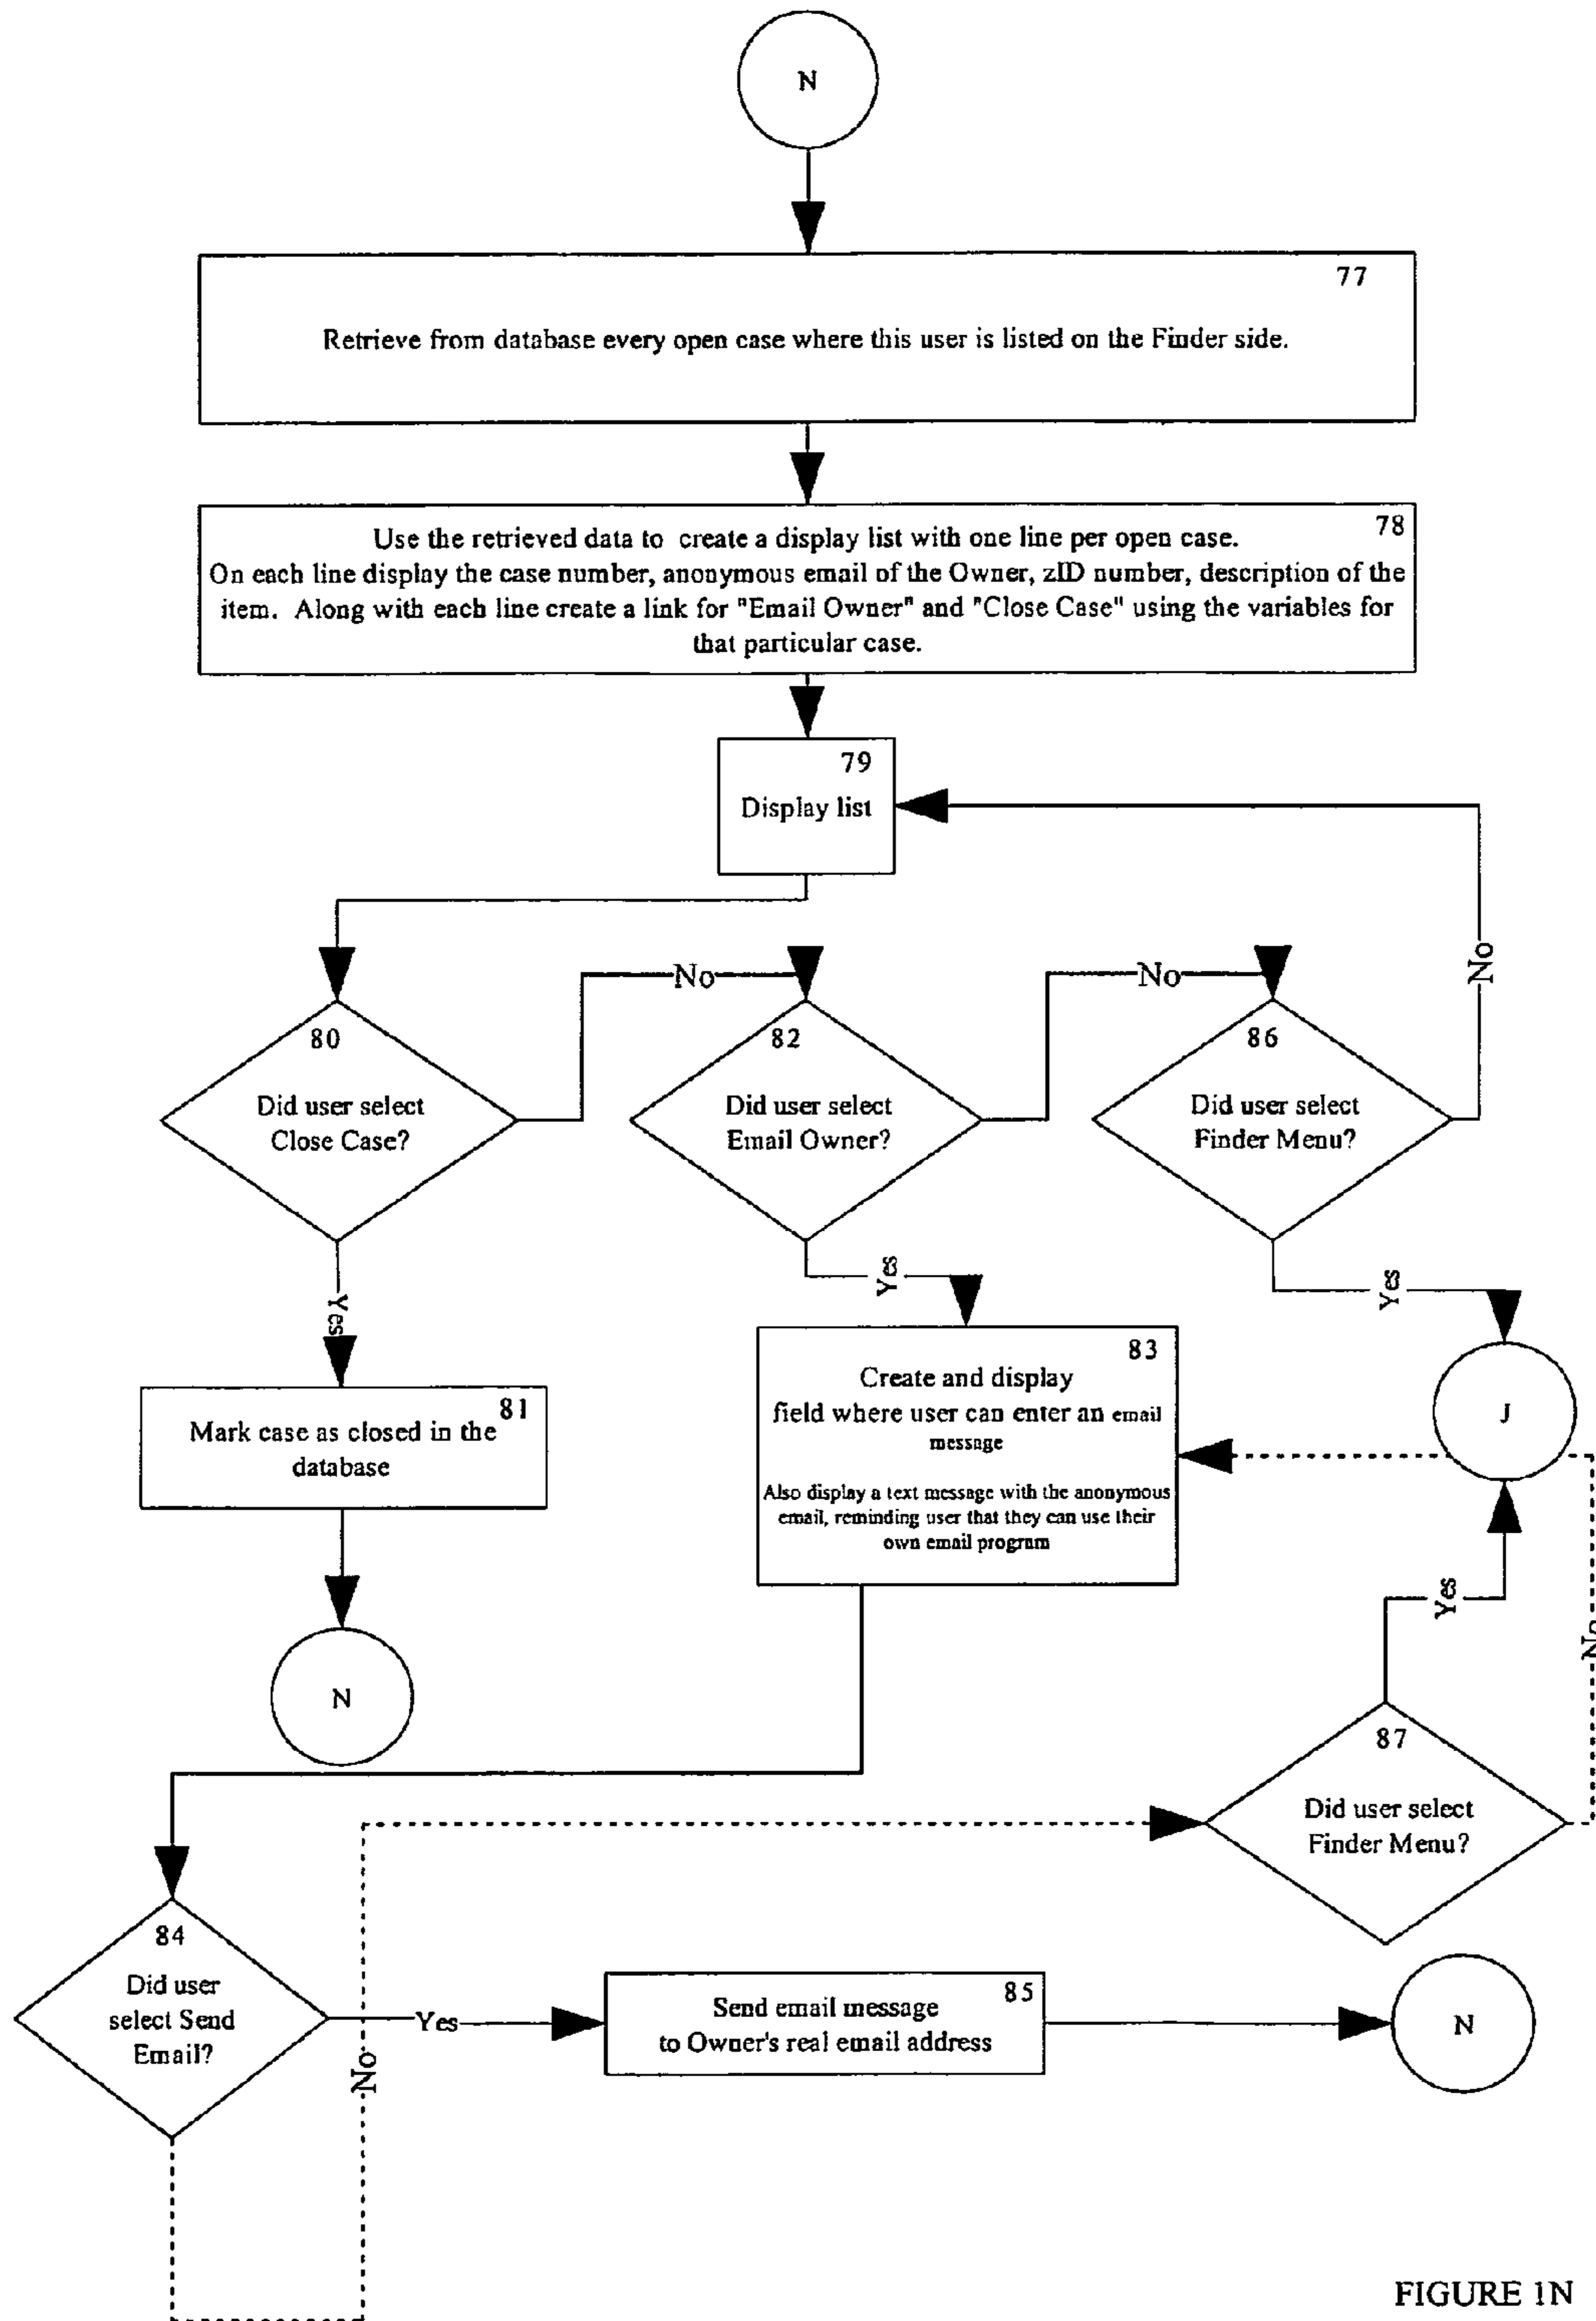 N
77
Retrieve from database every open case where this user is listed on the Finder side.
78
Use the retrieved data to create a display list with one line per open case.
On each line display the case number, anonymous email of the Owner, zID number, description of the
item. Along with each line create a link for "Email Owner" and "Close Case" using the variables for
that particular case.
79
Display list
No
No
No
80
Did user select
Close Case?
82
Did user select
Email Owner?
86
Did user select
Finder Menu?
Yes
Yes
Yes
81
Mark case as closed in the
database
83
Create and display
field where user can enter an email
message
Also display a text message with the anonymous
email, reminding user that they can use their
own email program
J
Yes
No
N
87
Did user select
Finder Menu?
84
Did user
select Send
Email?
Yes
No
85
Send email message
to Owner's real email address
N
FIGURE 1N